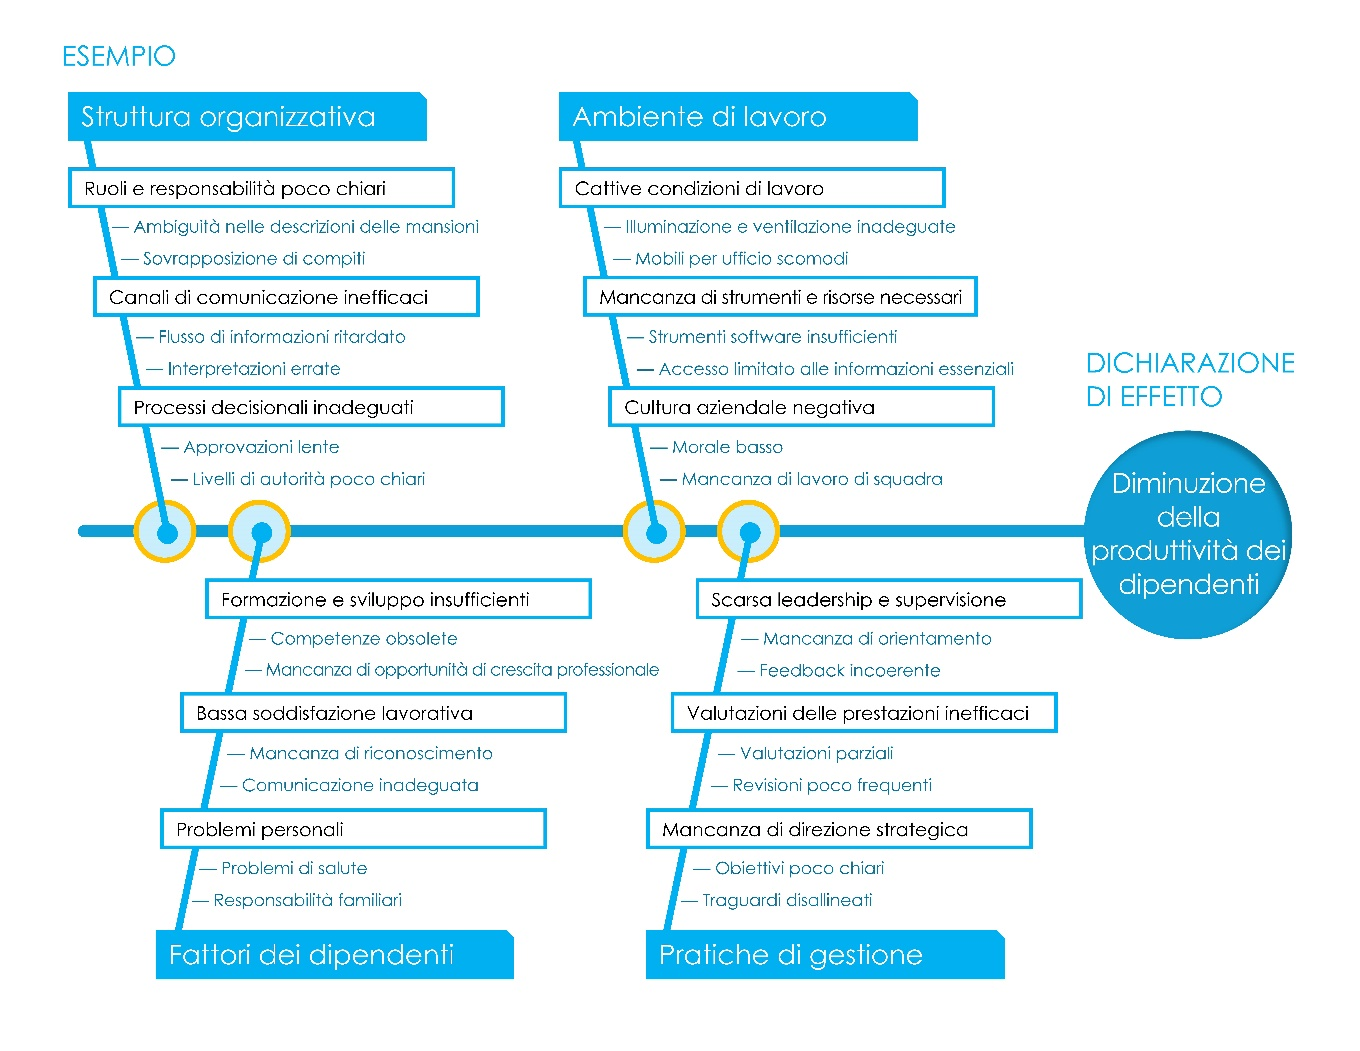 ESEMPIO
Struttura organizzativa
Ruoli e responsabilità poco chiari
— Ambiguità nelle descrizioni delle mansioni
— Sovrapposizione di compiti
Canali di comunicazione inefficaci
— Flusso di informazioni ritardato
— Interpretazioni errate
Processi decisionali inadeguati
— Approvazioni lente
— Livelli di autorità poco chiari
Ambiente di lavoro
Cattive condizioni di lavoro
— Illuminazione e ventilazione inadeguate
— Mobili per ufficio scomodi
Mancanza di strumenti e risorse necessari
— Strumenti software insufficienti
— Accesso limitato alle informazioni essenziali
Cultura aziendale negativa
— Morale basso
— Mancanza di lavoro di squadra
DICHIARAZIONE
DI EFFETTO
Diminuzione
della
produttività dei
dipendenti
Formazione e sviluppo insufficienti
— Competenze obsolete
— Mancanza di opportunità di crescita professionale
Bassa soddisfazione lavorativa
— Mancanza di riconoscimento
— Comunicazione inadeguata
Problemi personali
— Problemi di salute
— Responsabilità familiari
Fattori dei dipendenti
Scarsa leadership e supervisione
— Mancanza di orientamento
— Feedback incoerente
Valutazioni delle prestazioni inefficaci
— Valutazioni parziali
— Revisioni poco frequenti
Mancanza di direzione strategica
— Obiettivi poco chiari
— Traguardi disallineati
Pratiche di gestione